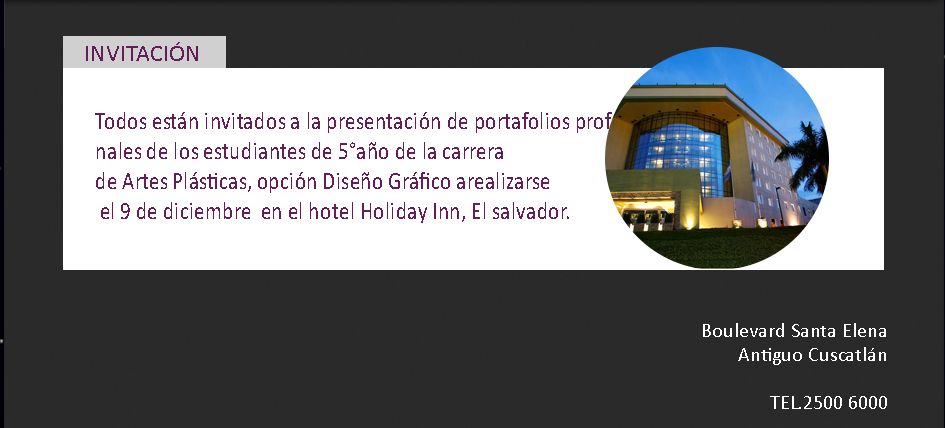 INVITACIÓN
Todos están invitados a la presentación de portafolios prof
nales de los estudiantes de 5°año de la carrera
de Artes Plásticas, opción Diseño Gráfico arealizarse
el 9 de diciembre en el hotel Holiday Inn, El salvador.
Boulevard Santa Elena
Antiguo Cuscatlán
TEL.2500 6000